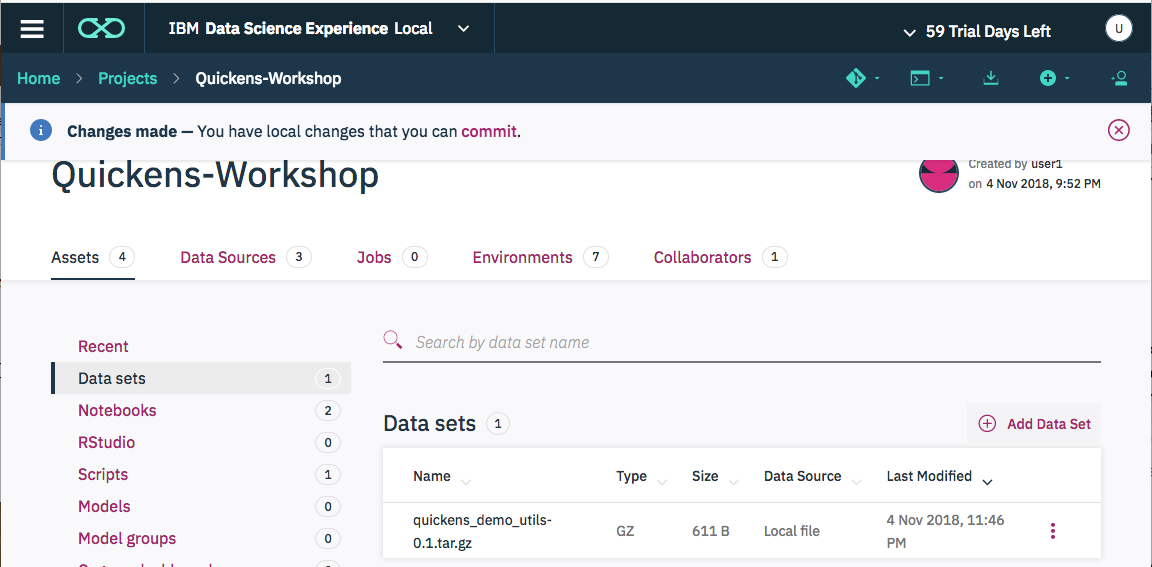 IBM Data Science Experience Local
59 Trial Days Left
U
Home
Projects
Quickens-Workshop
Changes made — You have local changes that you can commit.
Quickens-Workshop
Created by user1
on 4 Nov 2018, 9:52 PM
Assets 4
Data Sources 3
Jobs 0
Environments 7
Collaborators 1
Recent
Data sets 1
Notebooks 2
RStudio 0
Scripts 1
Models 0
Model groups 0
Search by data set name
Data sets 1
Add Data Set
Name Type Size Data Source Last Modified
quickens_demo_utils-
0.1.tar.gz
GZ
611 B
Local file
4 Nov 2018, 11:46
PM